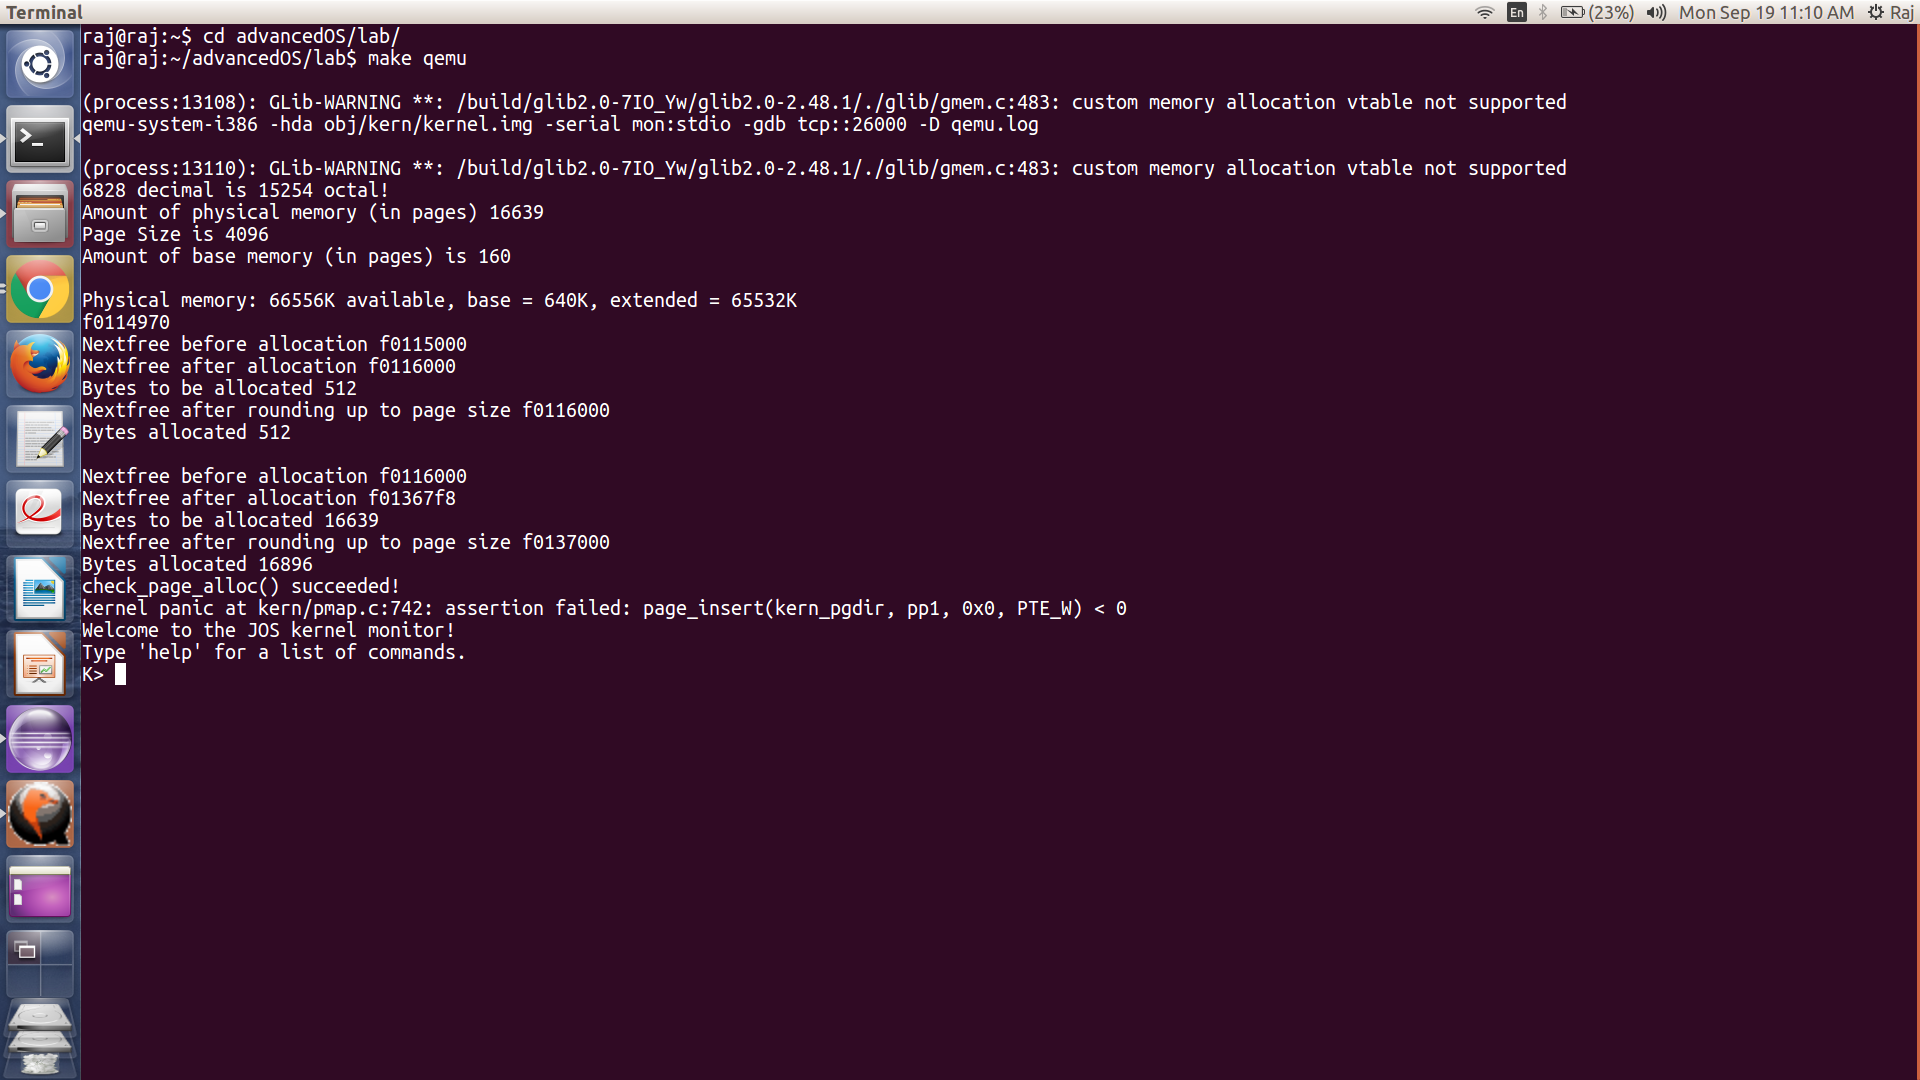 Terminal
En
(23%)
Mon Sep 19 11:10 AM
Raj
raj@raj:~$ cd advancedOS/lab/
raj@raj:~/advancedOS/lab$ make qemu
(process:13108): GLib-WARNING **: /build/glib2.0-7IO_Yw/glib2.0-2.48.1/./glib/gmem.c:483: custom memory allocation vtable not supported
qemu-system-i386 -hda obj/kern/kernel.img -serial mon:stdio -gdb tcp::26000 -D qemu.log
(process:13110): GLib-WARNING **: /build/glib2.0-7IO_Yw/glib2.0-2.48.1/./glib/gmem.c:483: custom memory allocation vtable not supported
6828 decimal is 15254 octal!
Amount of physical memory (in pages) 16639
Page Size is 4096
Amount of base memory (in pages) is 160
Physical memory: 66556K available, base = 640K, extended = 65532K
f0114970
Nextfree before allocation f0115000
Nextfree after allocation f0116000
Bytes to be allocated 512
Nextfree after rounding up to page size f0116000
Bytes allocated 512
Nextfree before allocation f0116000
Nextfree after allocation f01367f8
Bytes to be allocated 16639
Nextfree after rounding up to page size f0137000
Bytes allocated 16896
check_page_alloc() succeeded!
kernel panic at kern/pmap.c:742: assertion failed: page_insert(kern_pgdir, pp1, 0x0, PTE_W) < 0
Welcome to the JOS kernel monitor!
Type 'help' for a list of commands.
K>